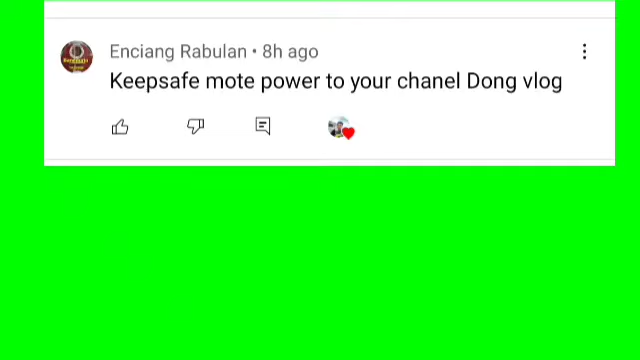 Enciang Rabulan • 8h ago
Keepsafe mote power to your chanel Dong vlog